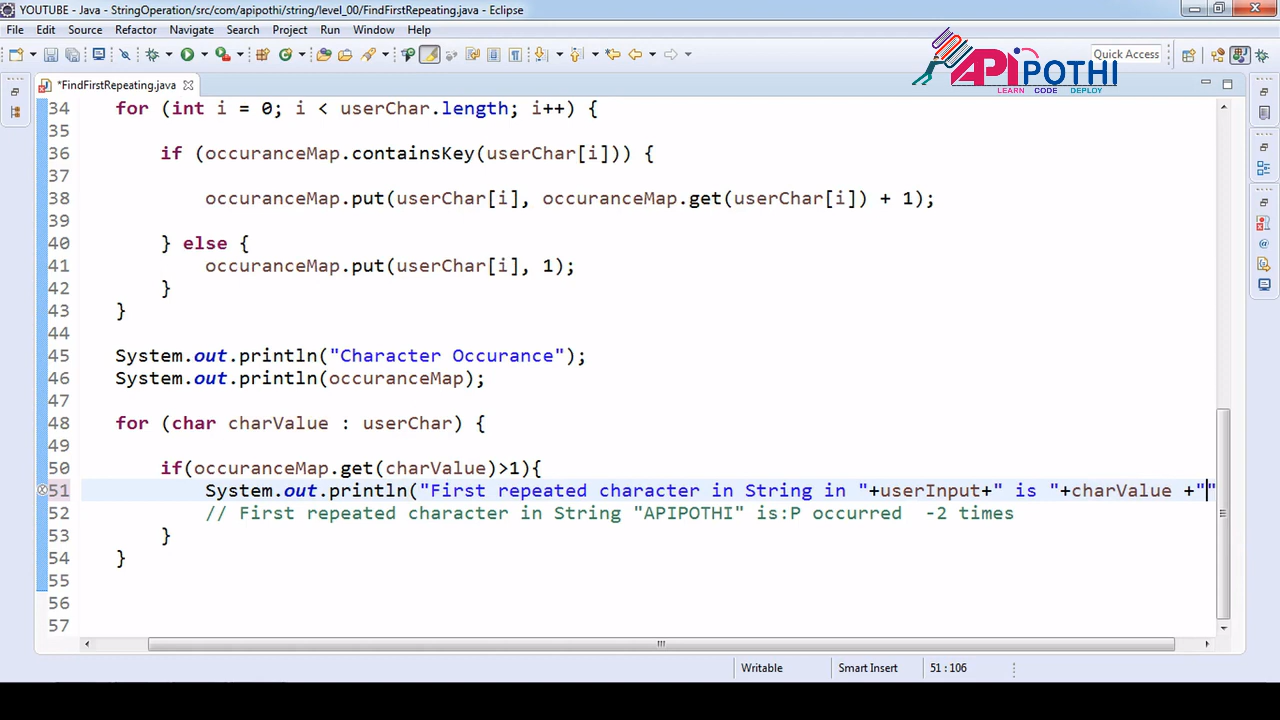 YOUTUBE - Java - StringOperation/src/com/apipothi/string/level_00/FindFirstRepeating.java - Eclipse
File Edit Source Refactor Navigate Search Project Run Window Help
Quick Access
APIPOTHI
LEARN CODE DEPLOY
*FindFirstRepeating.java
34 for (int i = 0; i < userChar.length; i++) {
35
36 if (occuranceMap.containsKey(userChar[i])) {
37
38 occuranceMap.put(userChar[i], occuranceMap.get(userChar[i]) + 1);
39
40 } else {
41 occuranceMap.put(userChar[i], 1);
42 }
43 }
44
45 System.out.println("Character Occurance");
46 System.out.println(occuranceMap);
47
48 for (char charValue : userChar) {
49
50 if(occuranceMap.get(charValue)>1){
51 System.out.println("First repeated character in String in "+userInput+" is "+charValue +""
52 // First repeated character in String "APIPOTHI" is:P occurred  -2 times
53 }
54 }
55
56
57
Writable Smart Insert 51 : 106